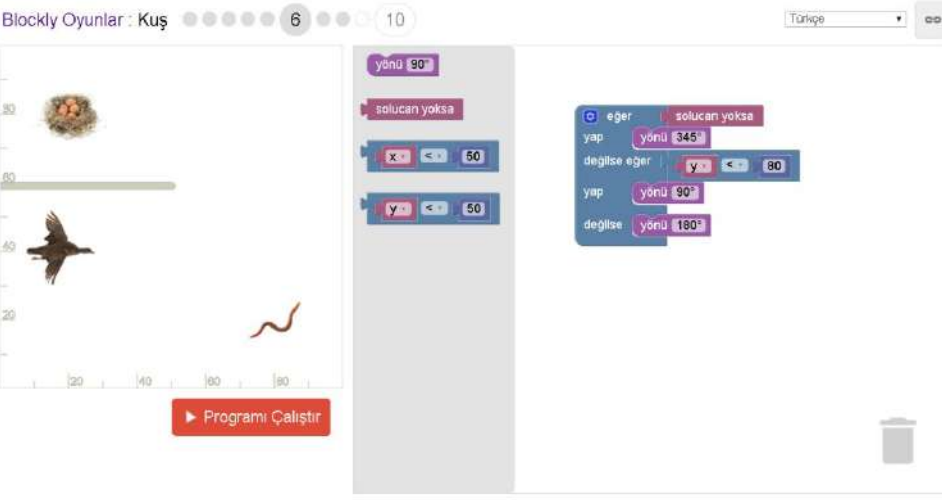 Blockly Oyunlar : Kuş 6 10
Türkçe
80
60
40
20
20 40 60 80
Programı Çalıştır
yönü 90°
solucan yoksa
x < 50
y < 50
eğer solucan yoksa
yap yönü 345°
değilse eğer y < 80
yap yönü 90°
değilse yönü 180°